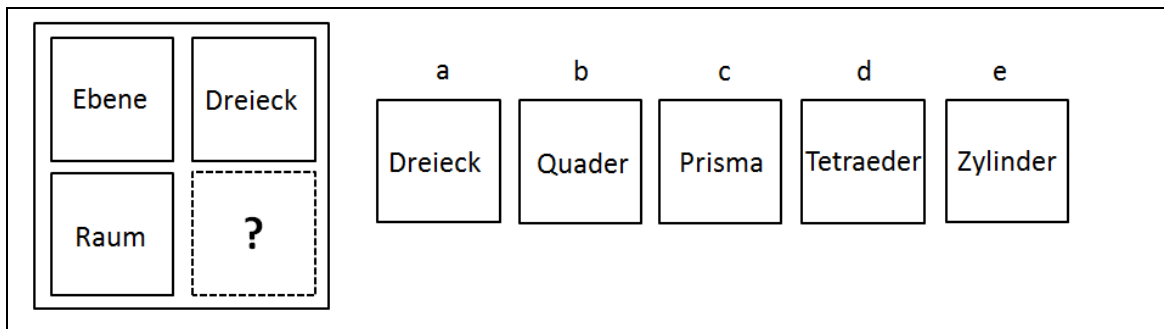 Ebene Dreieck
Raum ?
a b c d e
Dreieck Quader Prisma Tetraeder Zylinder